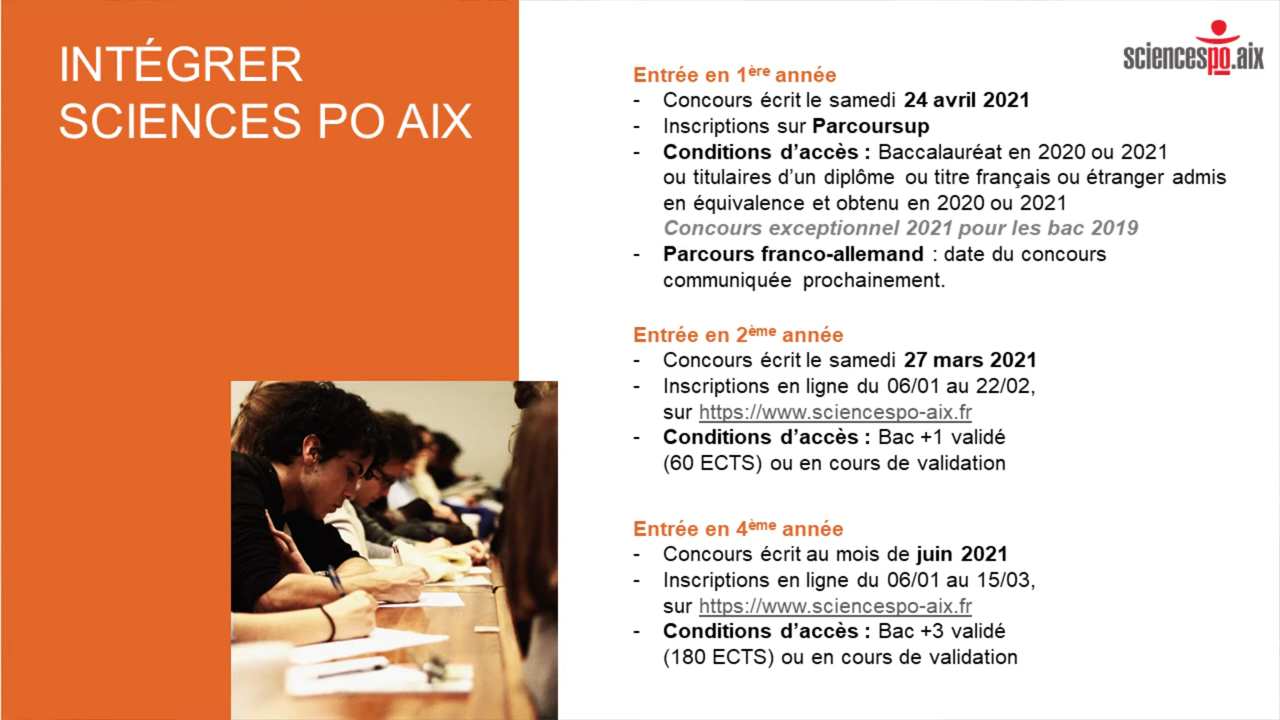 INTÉGRER
SCIENCES PO AIX
sciencespo.aix
Entrée en 1ère année
- Concours écrit le samedi 24 avril 2021
- Inscriptions sur Parcoursup
- Conditions d’accès : Baccalauréat en 2020 ou 2021
ou titulaires d’un diplôme ou titre français ou étranger admis
en équivalence et obtenu en 2020 ou 2021
Concours exceptionnel 2021 pour les bac 2019
- Parcours franco-allemand : date du concours
communiquée prochainement.
Entrée en 2ème année
- Concours écrit le samedi 27 mars 2021
- Inscriptions en ligne du 06/01 au 22/02,
sur https://www.sciencespo-aix.fr
- Conditions d’accès : Bac +1 validé
(60 ECTS) ou en cours de validation
Entrée en 4ème année
- Concours écrit au mois de juin 2021
- Inscriptions en ligne du 06/01 au 15/03,
sur https://www.sciencespo-aix.fr
- Conditions d’accès : Bac +3 validé
(180 ECTS) ou en cours de validation